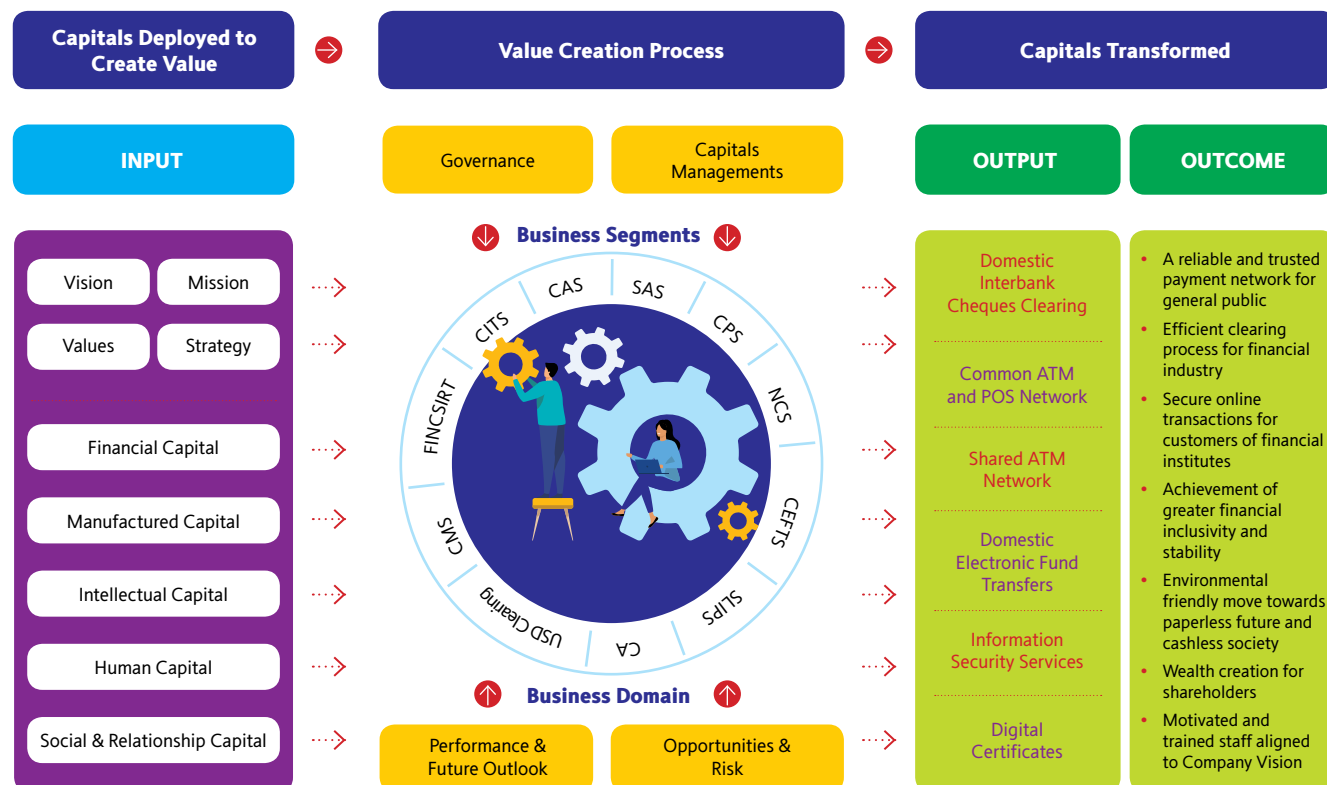 Capitals Deployed to
Create Value
Value Creation Process
Capitals Transformed
INPUT
Governance
Capitals
Managements
OUTPUT
OUTCOME
Vision
Mission
Values
Strategy
Financial Capital
Manufactured Capital
Intellectual Capital
Human Capital
Social & Relationship Capital
Business Segments
CAS
SAS
CPS
NCS
CEFTS
SLIPS
CA
USD Clearing
CMS
FINCSIRT
CITS
Business Domain
Performance &
Future Outlook
Opportunities &
Risk
Domestic
Interbank
Cheques Clearing
Common ATM
and POS Network
Shared ATM
Network
Domestic
Electronic Fund
Transfers
Information
Security Services
Digital
Certificates
• A reliable and trusted
payment network for
general public
• Efficient clearing
process for financial
industry
• Secure online
transactions for
customers of financial
institutes
• Achievement of
greater financial
inclusivity and
stability
• Environmental
friendly move towards
paperless future and
cashless society
• Wealth creation for
shareholders
• Motivated and
trained staff aligned
to Company Vision